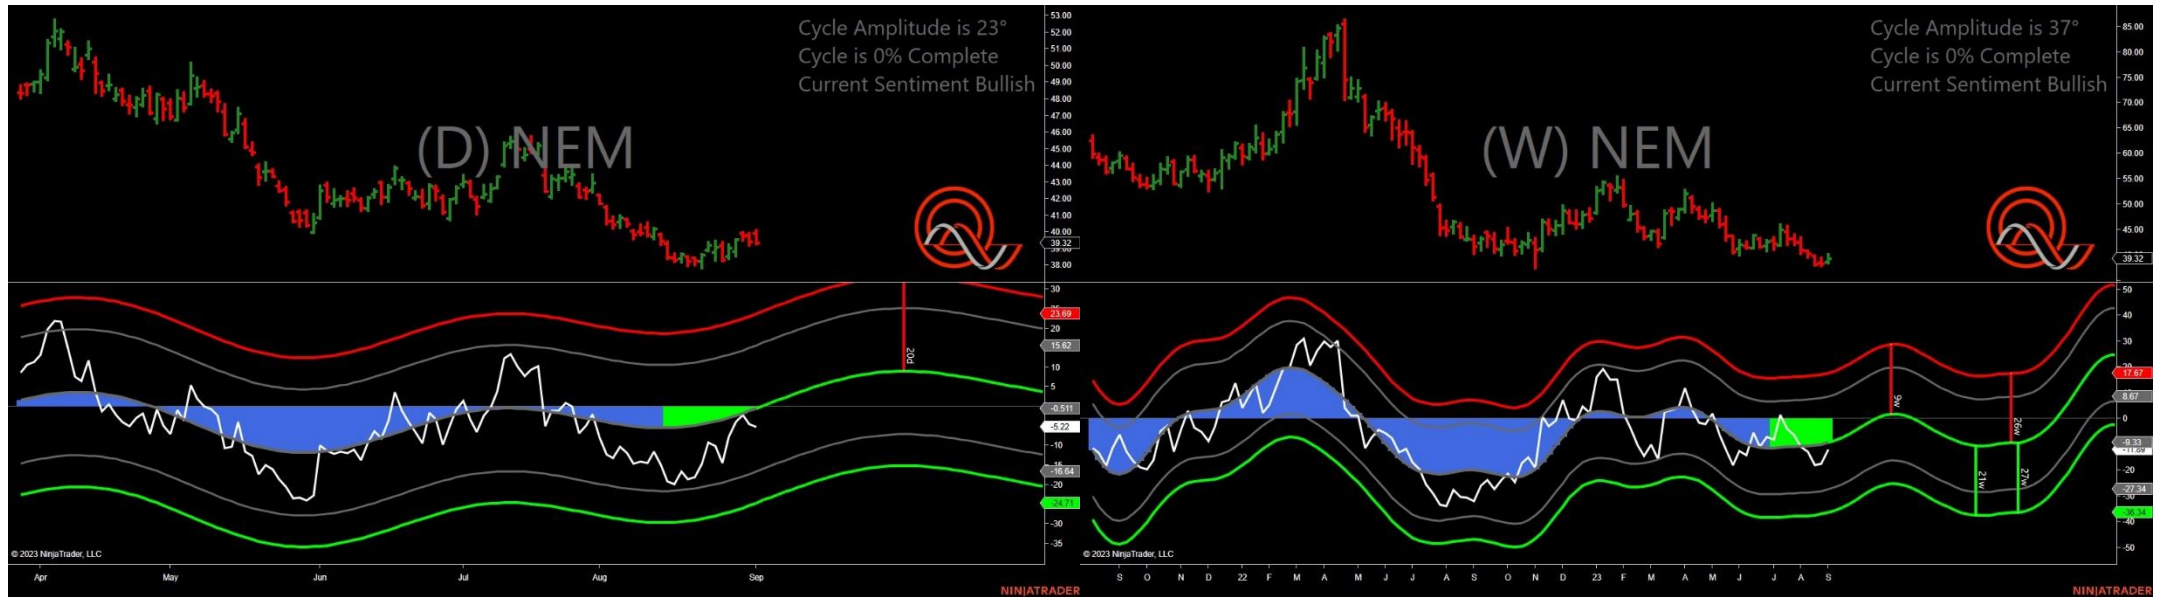 Cycle Amplitude is 23°
Cycle is 0% Complete
Current Sentiment Bullish
(D) NEM
53.00
52.00
51.00
50.00
49.00
48.00
47.00
46.00
45.00
44.00
43.00
42.00
41.00
40.00
39.32
38.00
30
23.69
20
15.62
10
5
-0.511
-5.22
-10
-16.64
-20
-24.71
-30
-35
20d
© 2023 NinjaTrader, LLC
Apr May Jun Jul Aug Sep
NINJATRADER
Cycle Amplitude is 37°
Cycle is 0% Complete
Current Sentiment Bullish
(W) NEM
85.00
80.00
75.00
70.00
65.00
60.00
55.00
50.00
45.00
39.32
50
40
30
17.67
8.67
0
-9.33
-11.89
-20
-27.34
-30
-36.34
-40
-50
9w
26w
21w
27w
© 2023 NinjaTrader, LLC
S O N D 22 F M A M J J A S O N D 23 F M A M J J A S
NINJATRADER